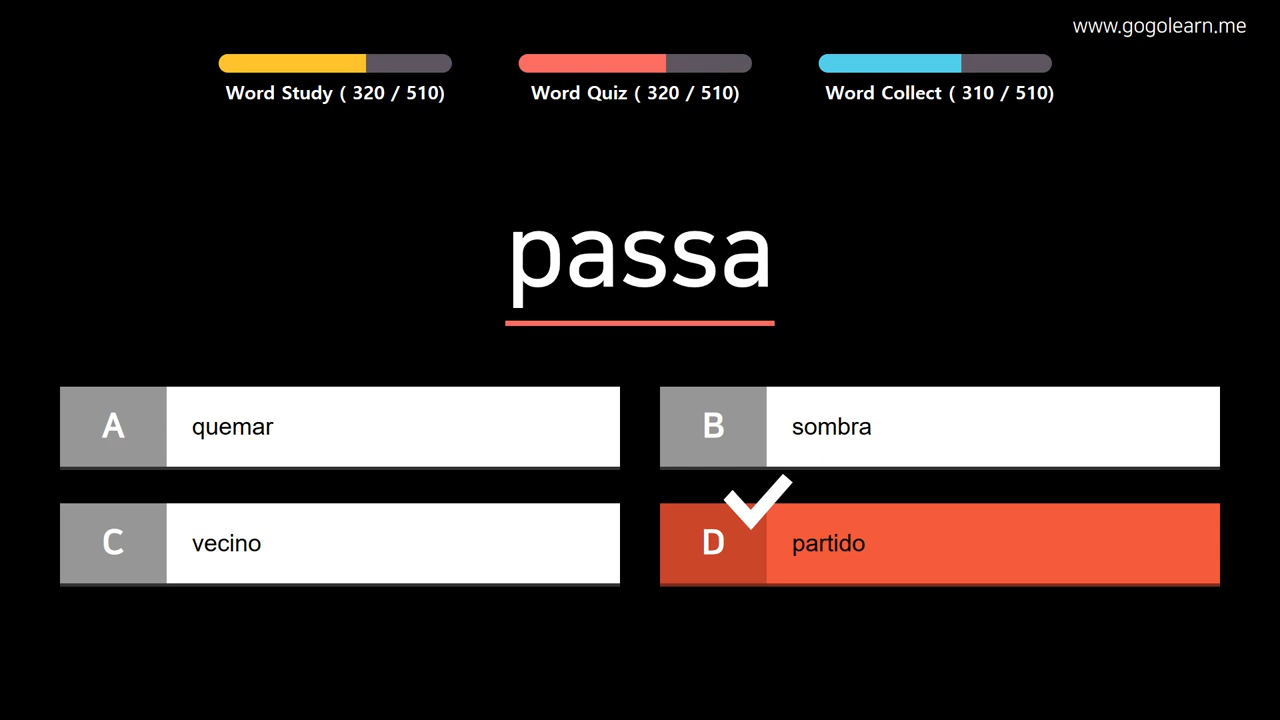 www.gogolearn.me
Word Study ( 320 / 510)
Word Quiz ( 320 / 510)
Word Collect ( 310 / 510)
passa
A quemar
B sombra
C vecino
D partido